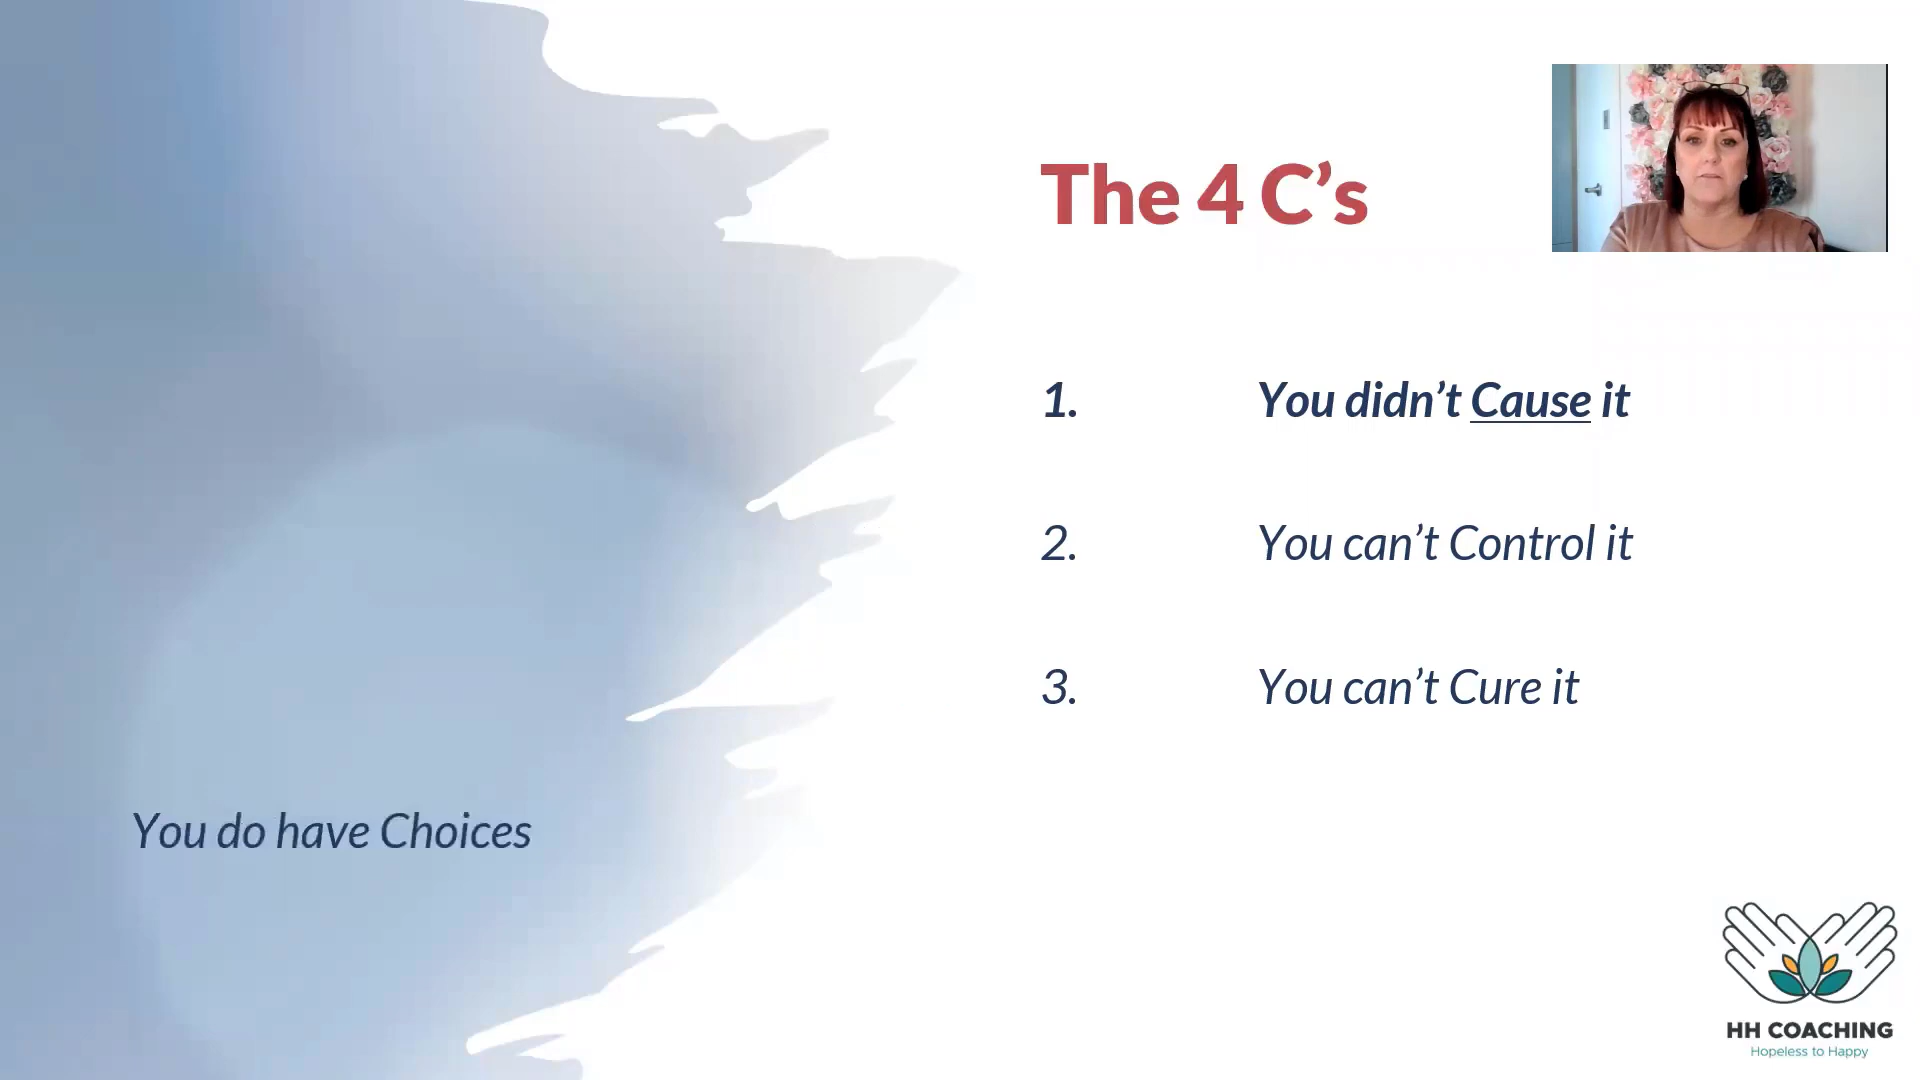 The 4 C’s
1. You didn’t Cause it
2. You can’t Control it
3. You can’t Cure it
You do have Choices
HH COACHING
Hopeless to Happy